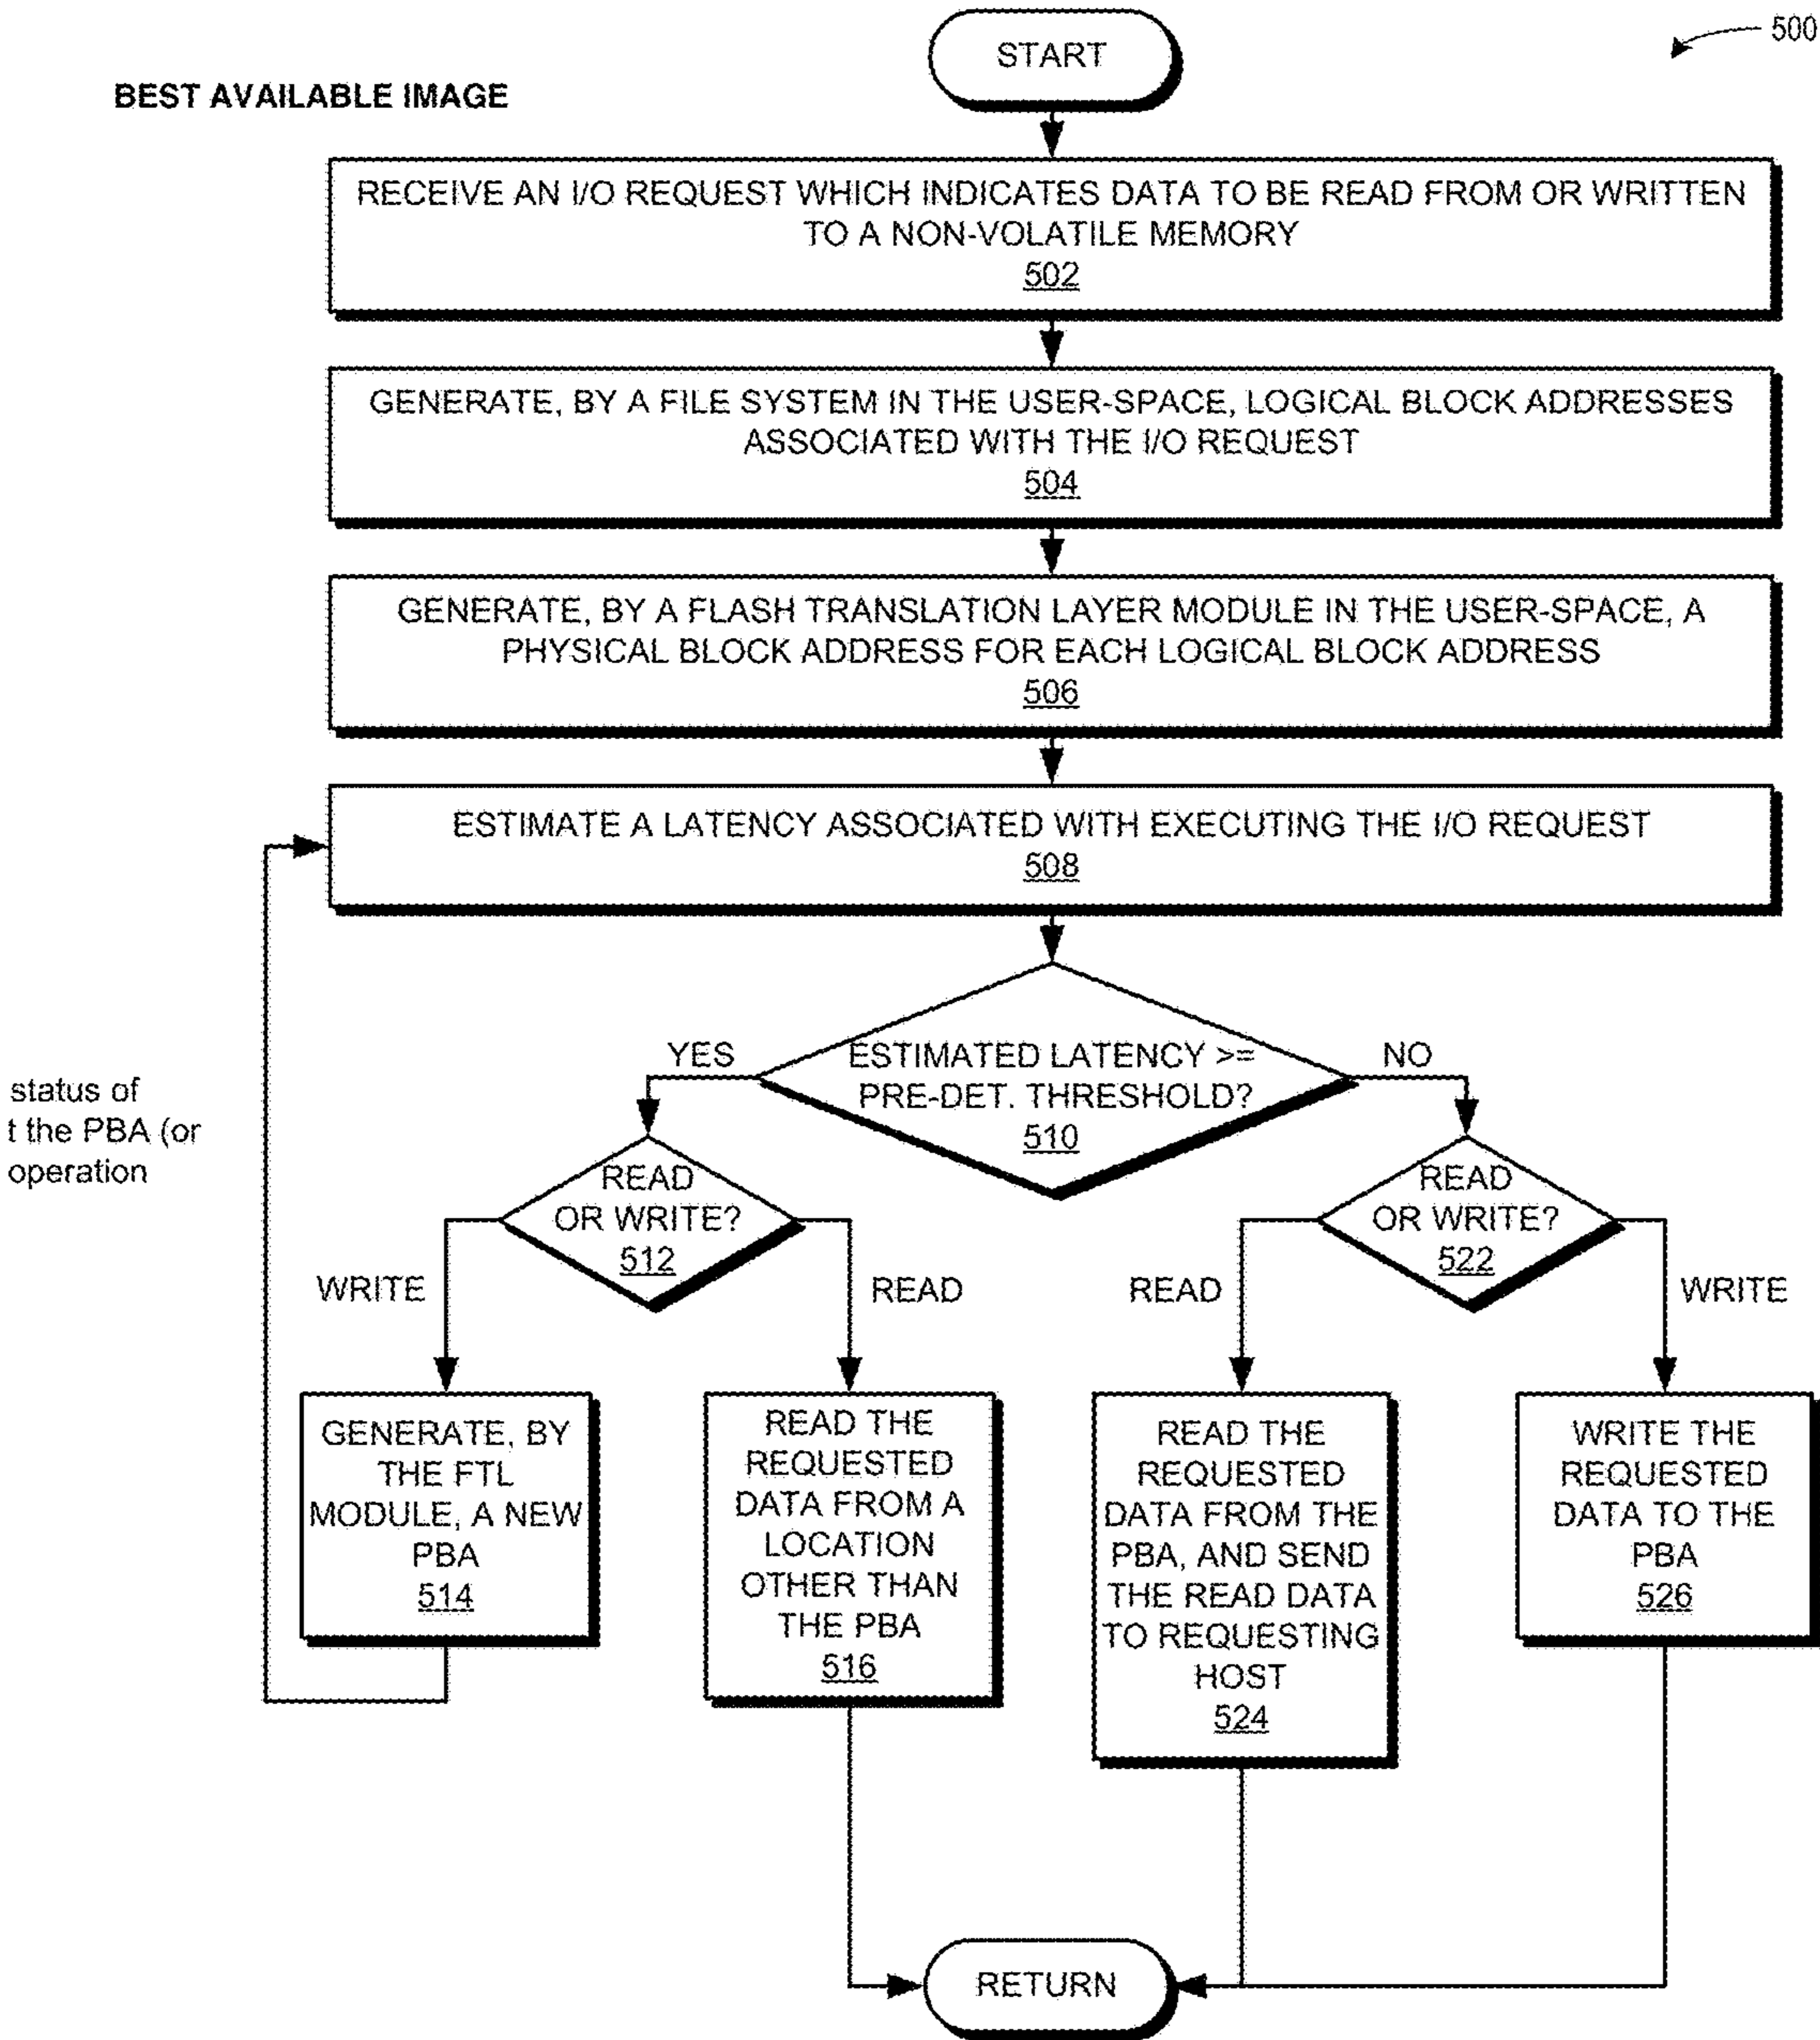 500
START
BEST AVAILABLE IMAGE
RECEIVE AN I/O REQUEST WHICH INDICATES DATA TO BE READ FROM OR WRITTEN
TO A NON-VOLATILE MEMORY
502
GENERATE, BY A FILE SYSTEM IN THE USER-SPACE, LOGICAL BLOCK ADDRESSES
ASSOCIATED WITH THE I/O REQUEST
504
GENERATE, BY A FLASH TRANSLATION LAYER MODULE IN THE USER-SPACE, A
PHYSICAL BLOCK ADDRESS FOR EACH LOGICAL BLOCK ADDRESS
506
ESTIMATE A LATENCY ASSOCIATED WITH EXECUTING THE I/O REQUEST
508
YES
ESTIMATED LATENCY >=
PRE-DET. THRESHOLD?
510
NO
status of
t the PBA (or
operation
READ
OR WRITE?
512
READ
OR WRITE?
522
WRITE
READ
READ
WRITE
GENERATE, BY
THE FTL
MODULE, A NEW
PBA
514
READ THE
REQUESTED
DATA FROM A
LOCATION
OTHER THAN
THE PBA
516
READ THE
REQUESTED
DATA FROM THE
PBA, AND SEND
THE READ DATA
TO REQUESTING
HOST
524
WRITE THE
REQUESTED
DATA TO THE
PBA
526
RETURN